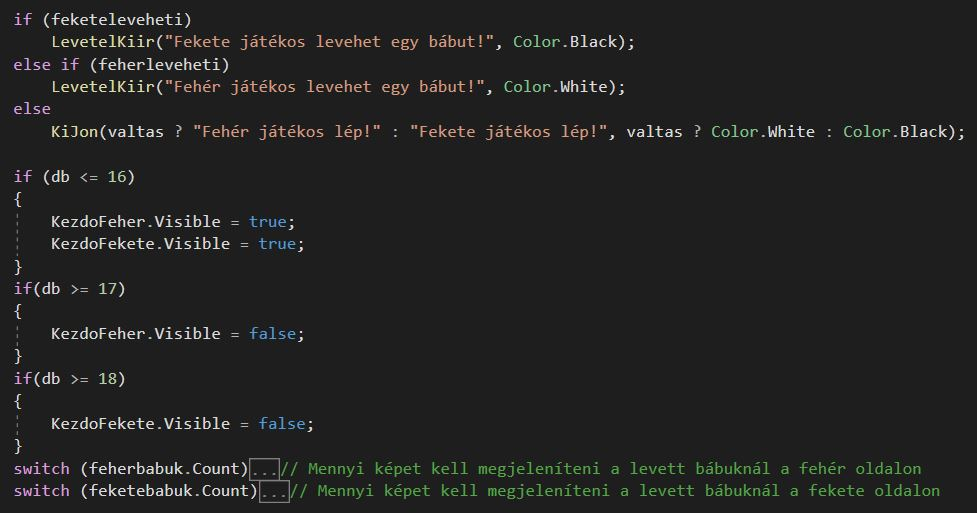 if (feketeleveheti)
    LevetelKiir("Fekete játékos levehet egy bábut!", Color.Black);
else if (feherleveheti)
    LevetelKiir("Fehér játékos levehet egy bábut!", Color.White);
else
    KiJon(valtas ? "Fehér játékos lép!" : "Fekete játékos lép!", valtas ? Color.White : Color.Black);

if (db <= 16)
{
    KezdoFeher.Visible = true;
    KezdoFekete.Visible = true;
}
if(db >= 17)
{
    KezdoFeher.Visible = false;
}
if(db >= 18)
{
    KezdoFekete.Visible = false;
}
switch (feherbabuk.Count)...// Mennyi képet kell megjeleníteni a levett bábuknál a fehér oldalon
switch (feketebabuk.Count)...// Mennyi képet kell megjeleníteni a levett bábuknál a fekete oldalon